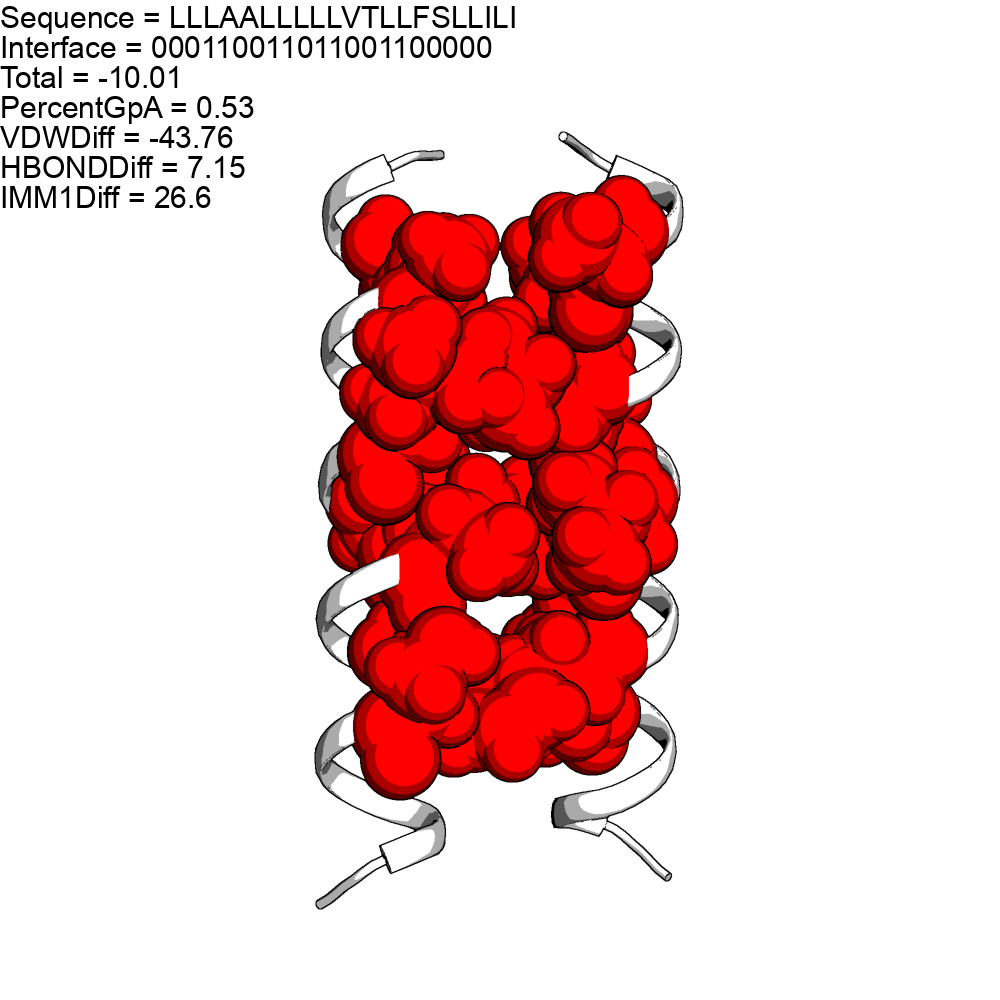 Sequence = LLLAALLLLLVTLLFSLLILI
Interface = 000110011011001100000
Total = -10.01
PercentGpA = 0.53
VDWDiff = -43.76
HBONDDiff = 7.15
IMM1Diff = 26.6